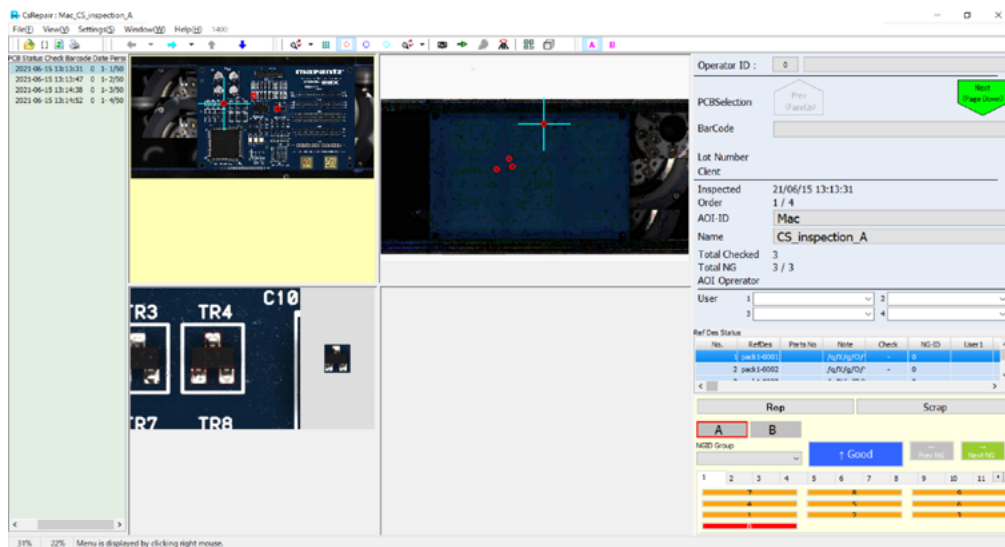 CsRepair : Mac_CS_inspection_A
File(F) View(V) Settings(S) Window(W) Help(H) 1400
A B
PCB Status Check Barcode Date Perio
2021-06-15 13:13:31 0 1- 1/50
2021-06-15 13:13:47 0 1- 2/50
2021-06-15 13:14:38 0 1- 3/50
2021-06-15 13:14:52 0 1- 4/50
marantz
C10
TR3 TR4
TR7 TR8
Operator ID : 0
PCBSelection
Prev
(PageUp)
Next
(Page Down)
BarCode
Lot Number
Client
Inspected 21/06/15 13:13:31
Order 1 / 4
AOI-ID Mac
Name CS_inspection_A
Total Checked 3
Total NG 3 / 3
AOI Oprerator
User 1 2
3 4
Ref Des Status
No. RefDes Parts No Note Check NG-ID User1
1 pack1-0001 - 0
2 pack1-0002 - 0
Rep Scrap
A B
NGID Group
↑ Good
← Prev NG
→ Next NG
1 2 3 4 5 6 7 8 9 10 11
7 8 9
4 5 6
1 2 3
0
31% 22% Menu is displayed by clicking right mouse.